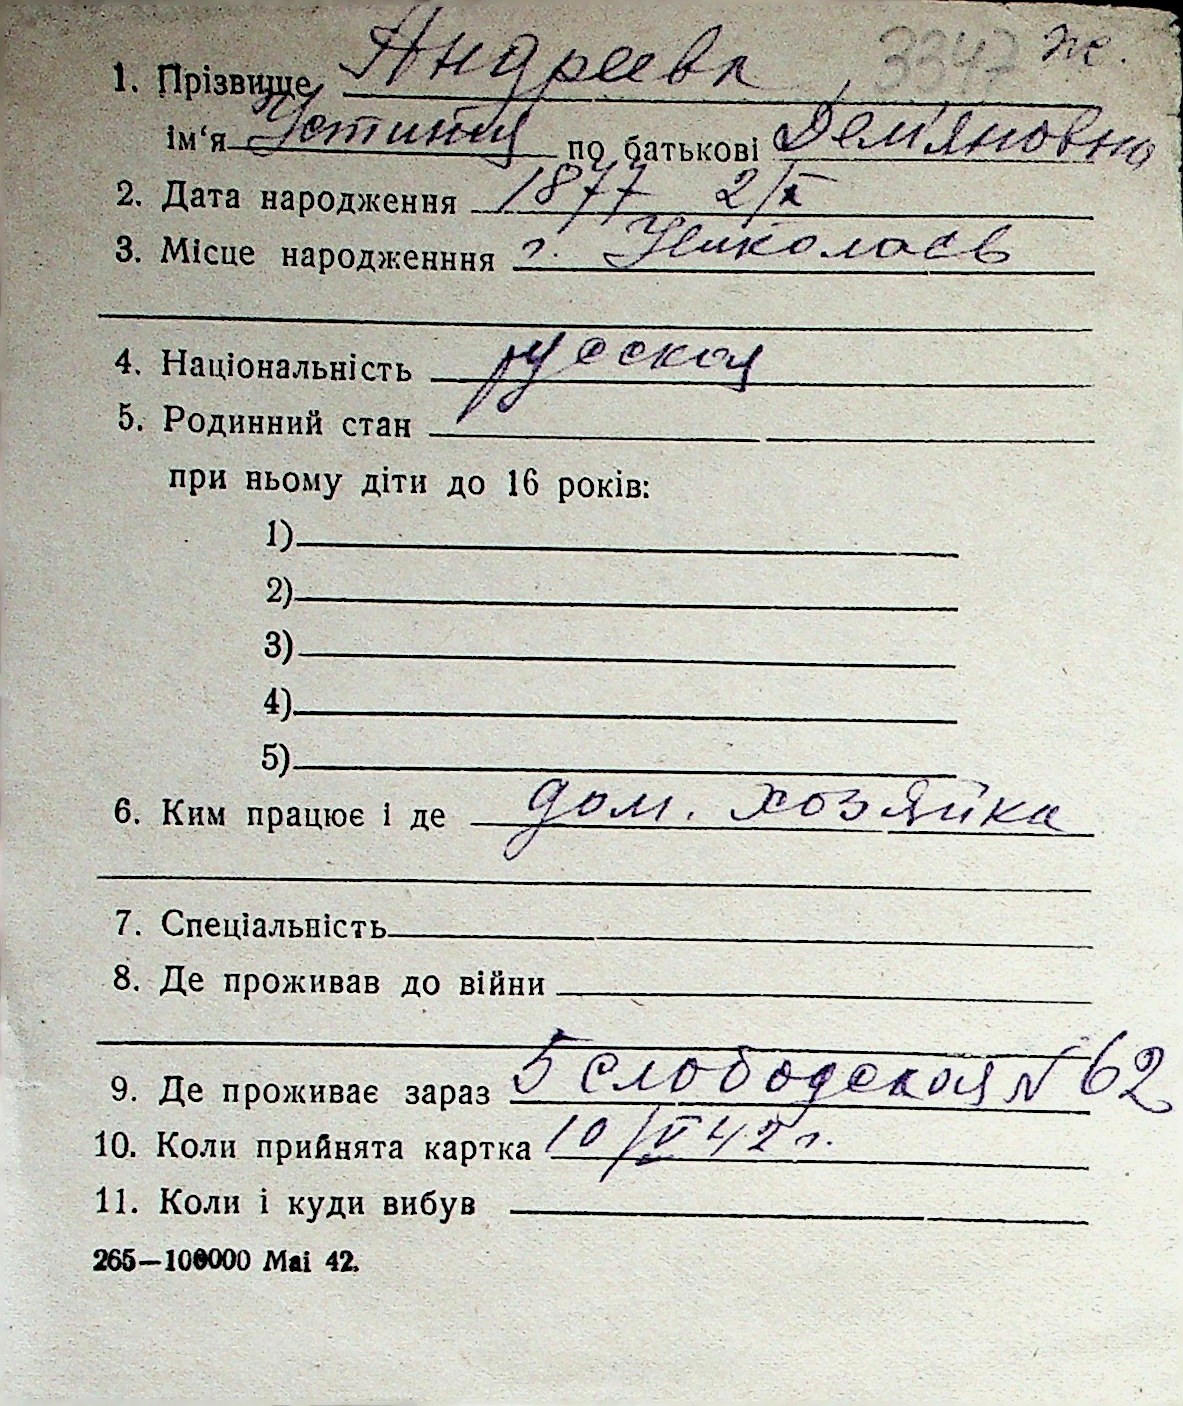 3347 ж.
1. Прізвище Андреева
ім‘я Устиния по батькові Демяновна
2. Дата народження 1877 2/X
3. Місце народженння г. Николаев
4. Національність русская
5. Родинний стан
при ньому діти до 16 років:
1)
2)
3)
4)
5)
6. Ким працює і де дом. хозяйка
7. Спеціальність
8. Де проживав до війни
9. Де проживає зараз 5 слободская N 62
10. Коли прийнята картка 10/VI 42 г.
11. Коли і куди вибув
265—100000 Mai 42.